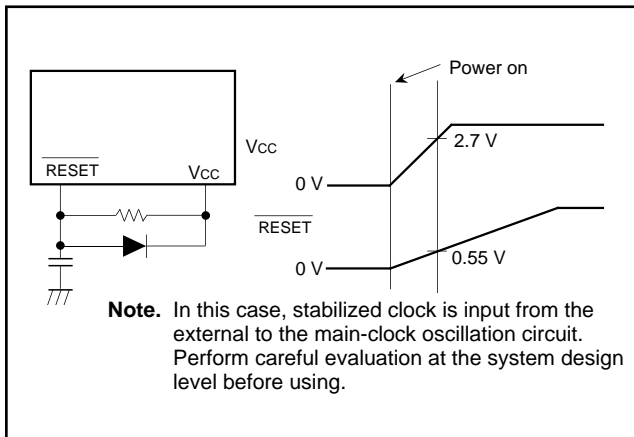 Power on
VCC
RESET
VCC
2.7 V
0 V
RESET
0.55 V
0 V
Note. In this case, stabilized clock is input from the
external to the main-clock oscillation circuit.
Perform careful evaluation at the system design
level before using.